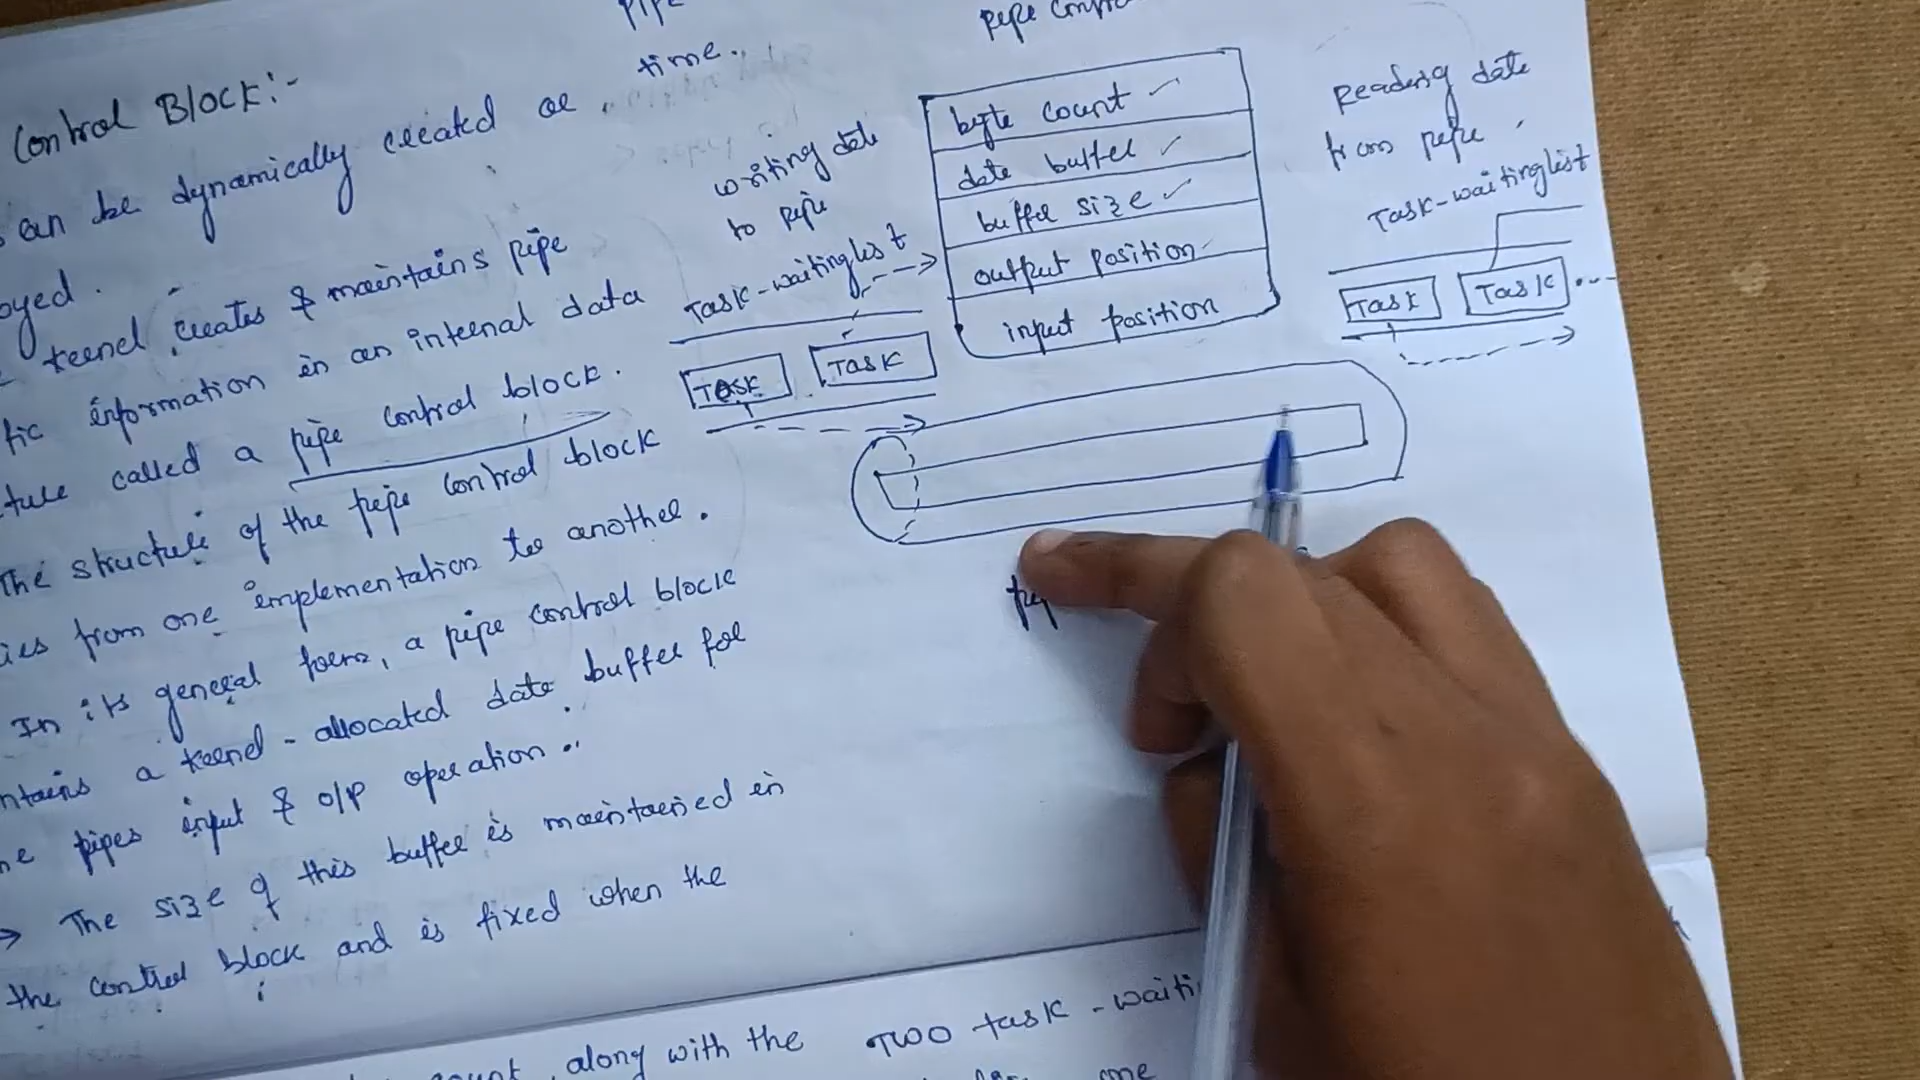 Control Block:-
can be dynamically created or
oyed.
kernel creates & maintains pipe
fic information in an internal data
ture called a pipe control block.
The structure of the pipe control block
ies from one implementation to another.
In its general form, a pipe control block
ntains a kernel-allocated data buffer for
pipes input & o/p operation.
→ The size of this buffer is maintained in
the control block and is fixed when the
time.
writing data
to pipe
Task-waitinglist
Task
Task
pipe
byte count ✓
data buffer ✓
buffer size ✓
output position
input position
Reading data
from pipe
Task-waitinglist
Task
Task
along with the Two task-waiti
one